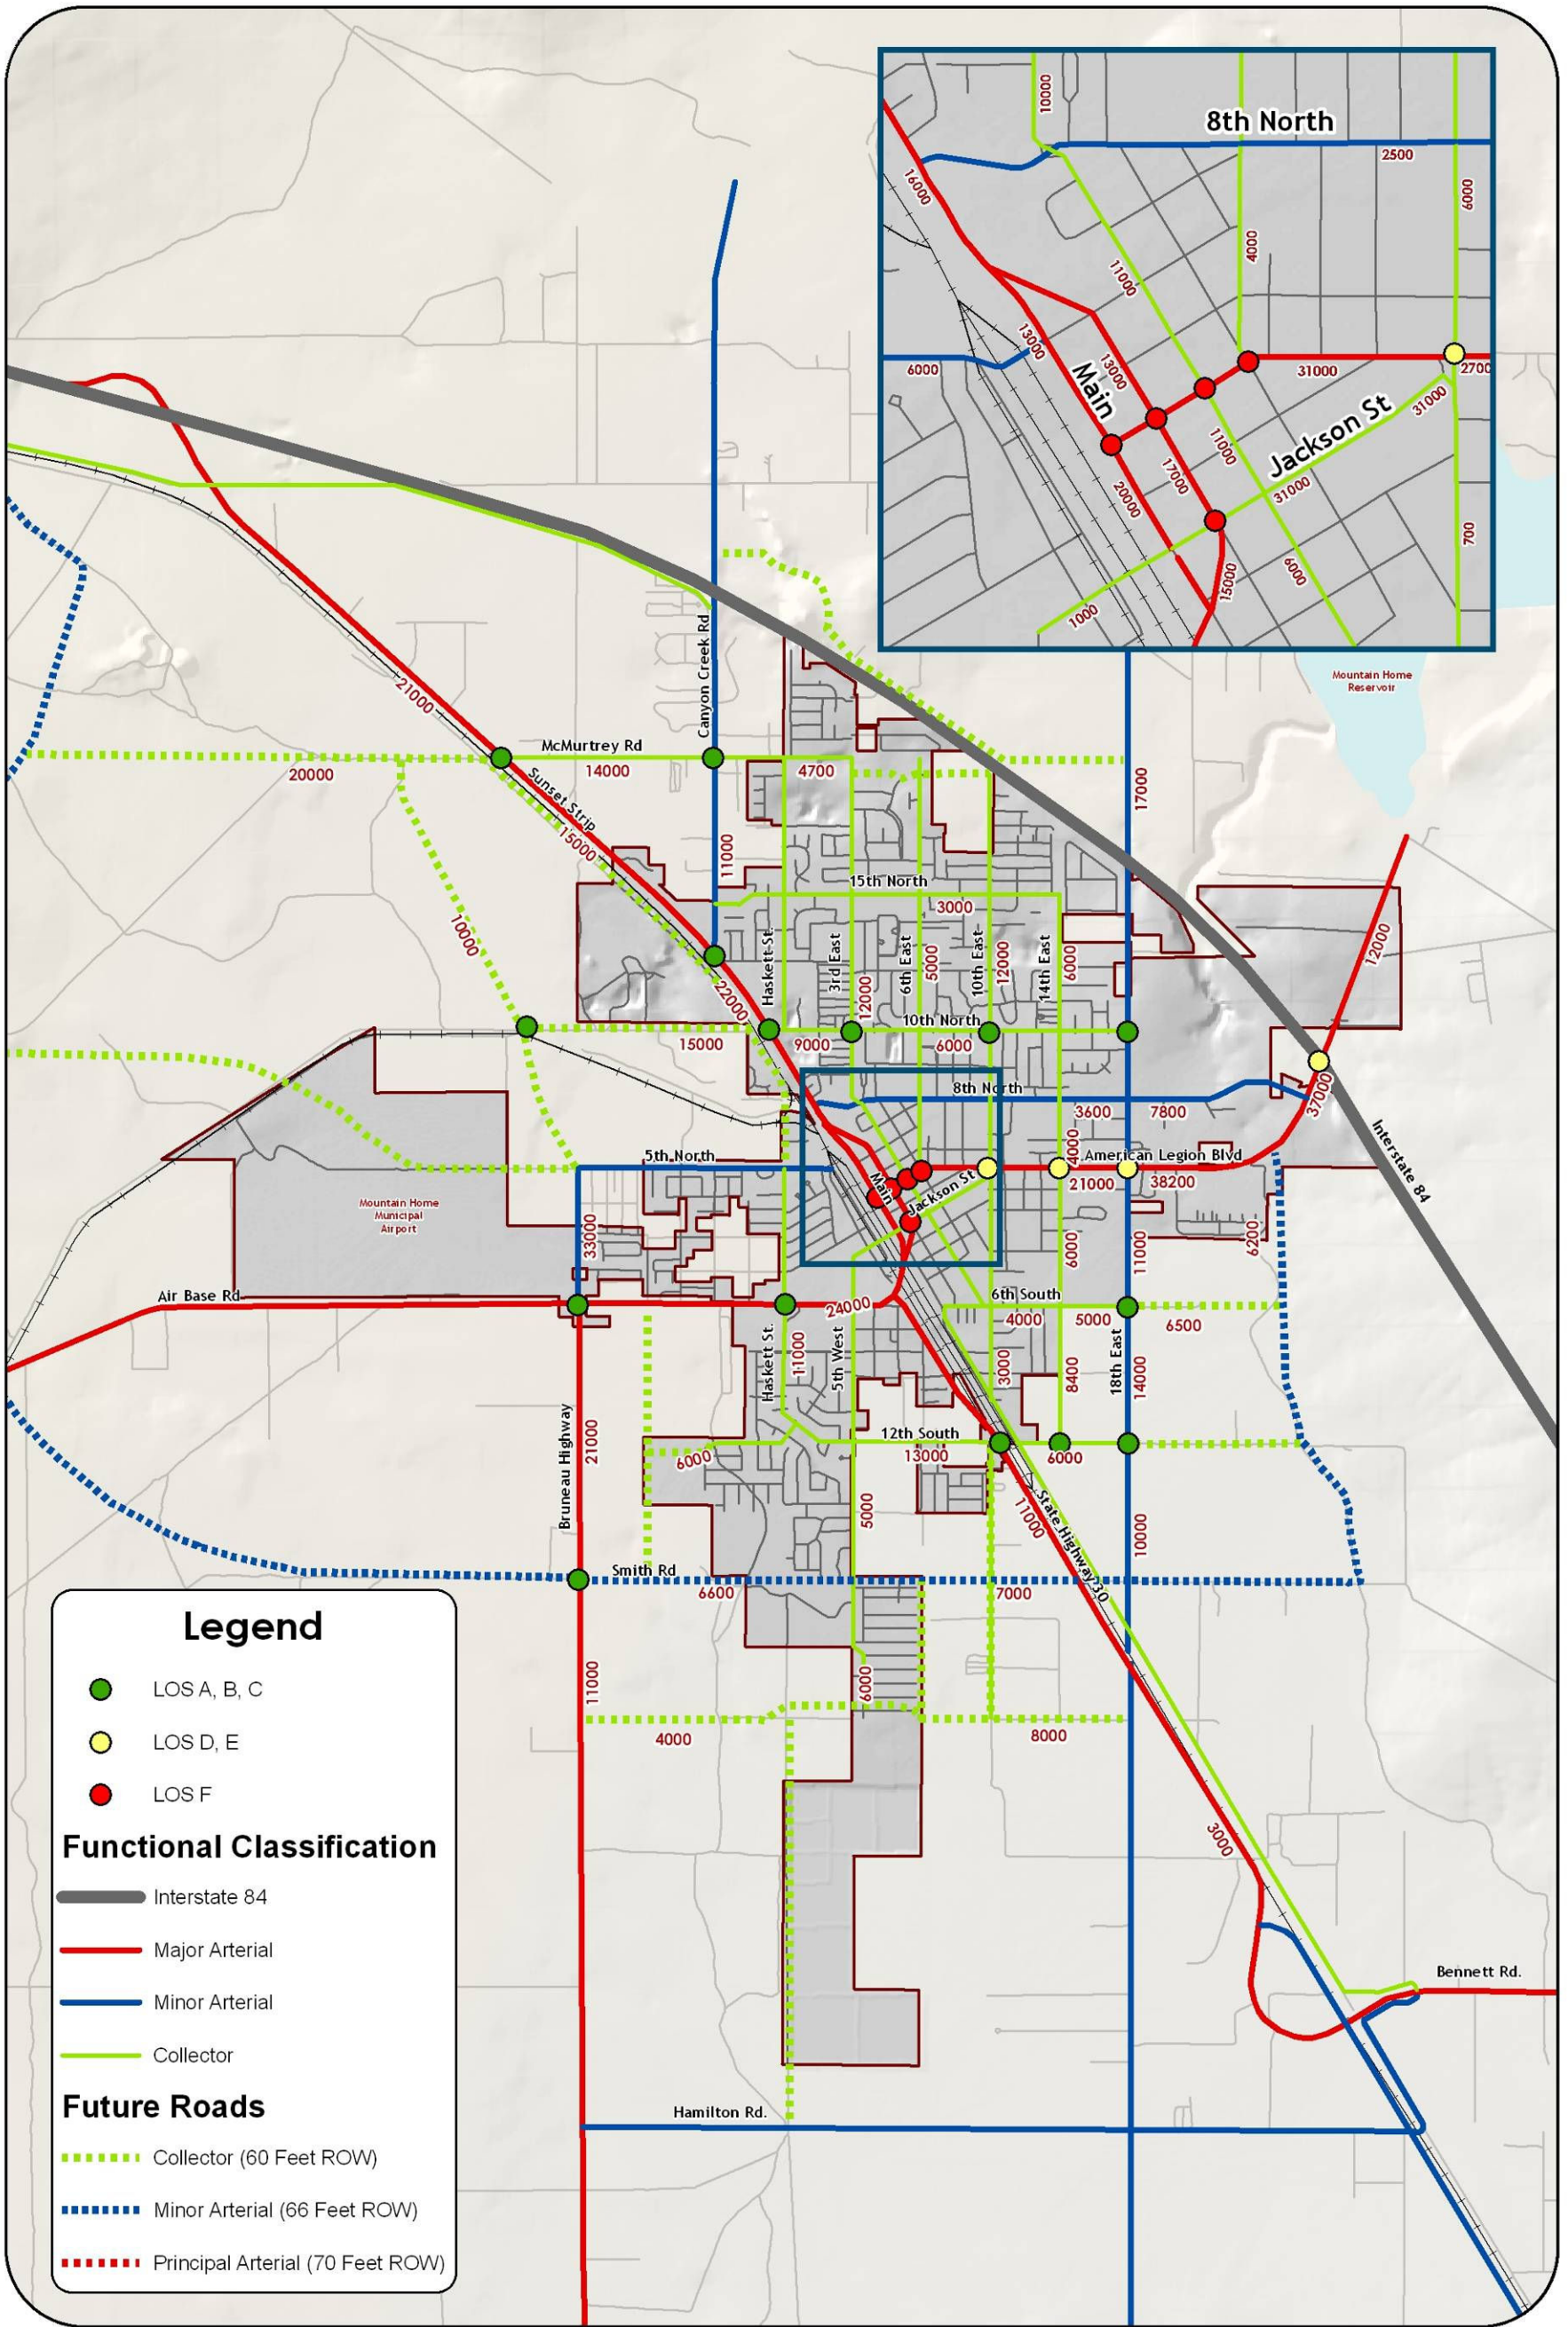 10000
8th North
2500
16000
6000
4000
11000
13000
Main
13000
6000
31000
2700
31000
11000
Jackson St
17000
20000
31000
700
6000
15000
1000
Mountain Home
Reservoir
Canyon Creek Rd
21000
McMurtrey Rd
20000
14000
4700
17000
Sunset Strip
15000
11000
15th North
3000
10000
12000
Haskett St.
3rd East
6th East
5000
10th East
12000
14th East
6000
22000
12000
10th North
15000
9000
6000
8th North
3600
7800
37000
Interstate 84
4000
5th North
American Legion Blvd
21000
38200
Main
Jackson St
Mountain Home
Municipal
Airport
33000
6000
11000
6200
Air Base Rd
24000
6th South
4000
5000
6500
Haskett St.
11000
5th West
3000
8400
18th East
14000
Bruneau Highway
21000
12th South
6000
13000
6000
5000
11000
State Highway 30
10000
Smith Rd
6600
7000
11000
6000
4000
8000
3000
Bennett Rd.
Hamilton Rd.
Legend
LOS A, B, C
LOS D, E
LOS F
Functional Classification
Interstate 84
Major Arterial
Minor Arterial
Collector
Future Roads
Collector (60 Feet ROW)
Minor Arterial (66 Feet ROW)
Principal Arterial (70 Feet ROW)